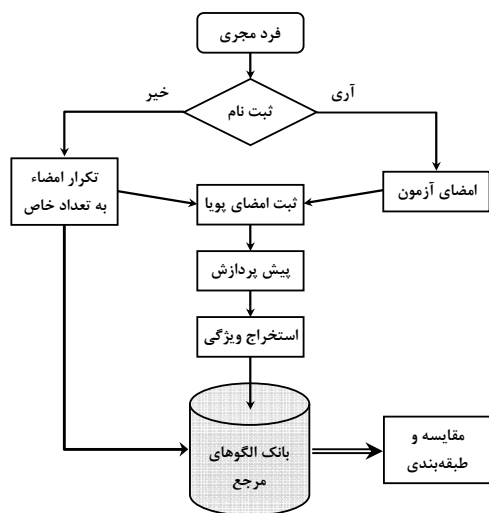 فرد مجری
خیر
آری
ثبت نام
تکرار امضاء
به تعداد خاص
امضای آزمون
ثبت امضای پویا
پیش پردازش
استخراج ویژگی
بانک الگوهای
مرجع
مقایسه و
طبقه‌بندی